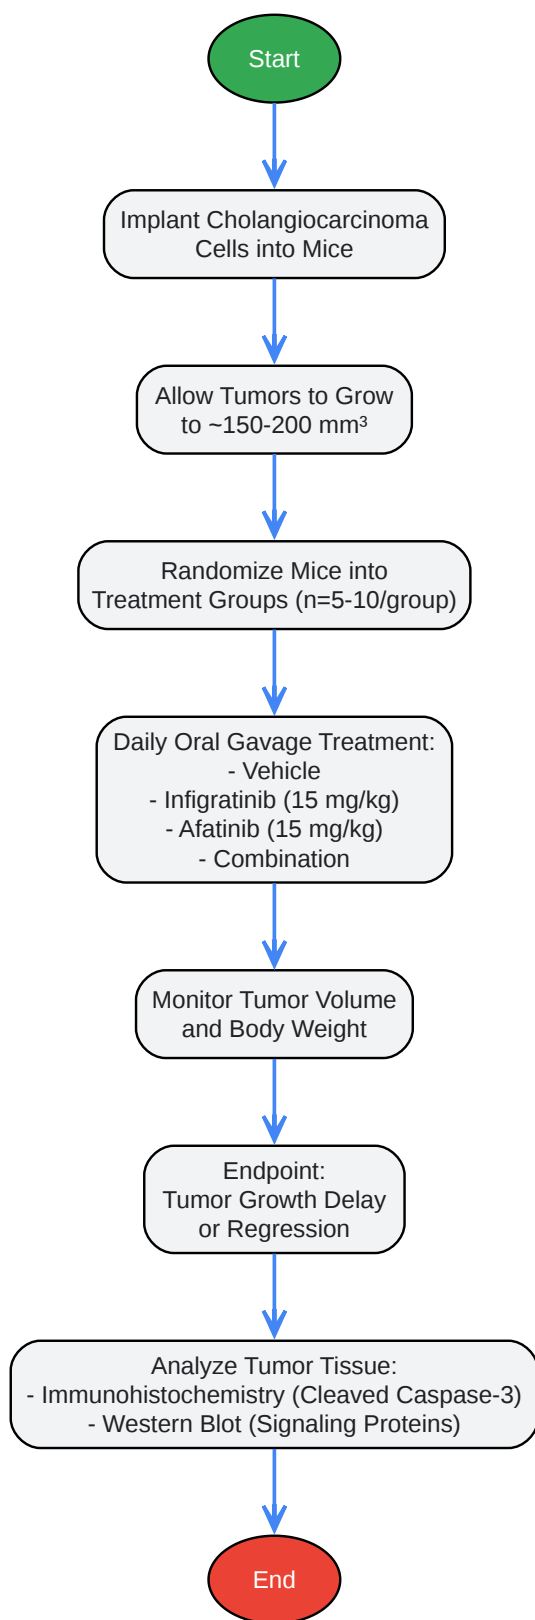 Start
Implant Cholangiocarcinoma
Cells into Mice
Allow Tumors to Grow
to ~150-200 mm³
Randomize Mice into
Treatment Groups (n=5-10/group)
Daily Oral Gavage Treatment:
- Vehicle
- Infigratinib (15 mg/kg)
- Afatinib (15 mg/kg)
- Combination
Monitor Tumor Volume
and Body Weight
Endpoint:
Tumor Growth Delay
or Regression
Analyze Tumor Tissue:
- Immunohistochemistry (Cleaved Caspase-3)
- Western Blot (Signaling Proteins)
End